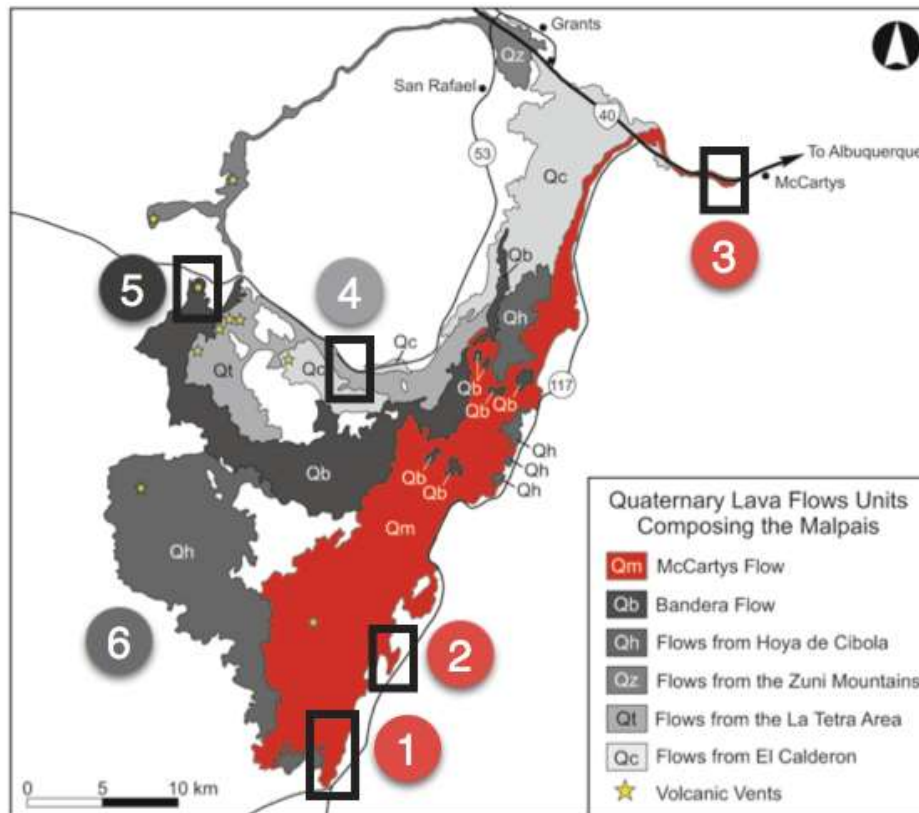 Grants
Qz
San Rafael
40
53
To Albuquerque
McCartys
Qc
3
5
4
Qb
Qc
Qh
Qt
Qc
Qb
Qb
Qb
117
Qb
Qh
Qb
Qh
Qb
Qh
Qm
Qh
6
2
1
0 5 10 km
Quaternary Lava Flows Units
Composing the Malpais
Qm McCartys Flow
Qb Bandera Flow
Qh Flows from Hoya de Cibola
Qz Flows from the Zuni Mountains
Qt Flows from the La Tetra Area
Qc Flows from El Calderon
Volcanic Vents